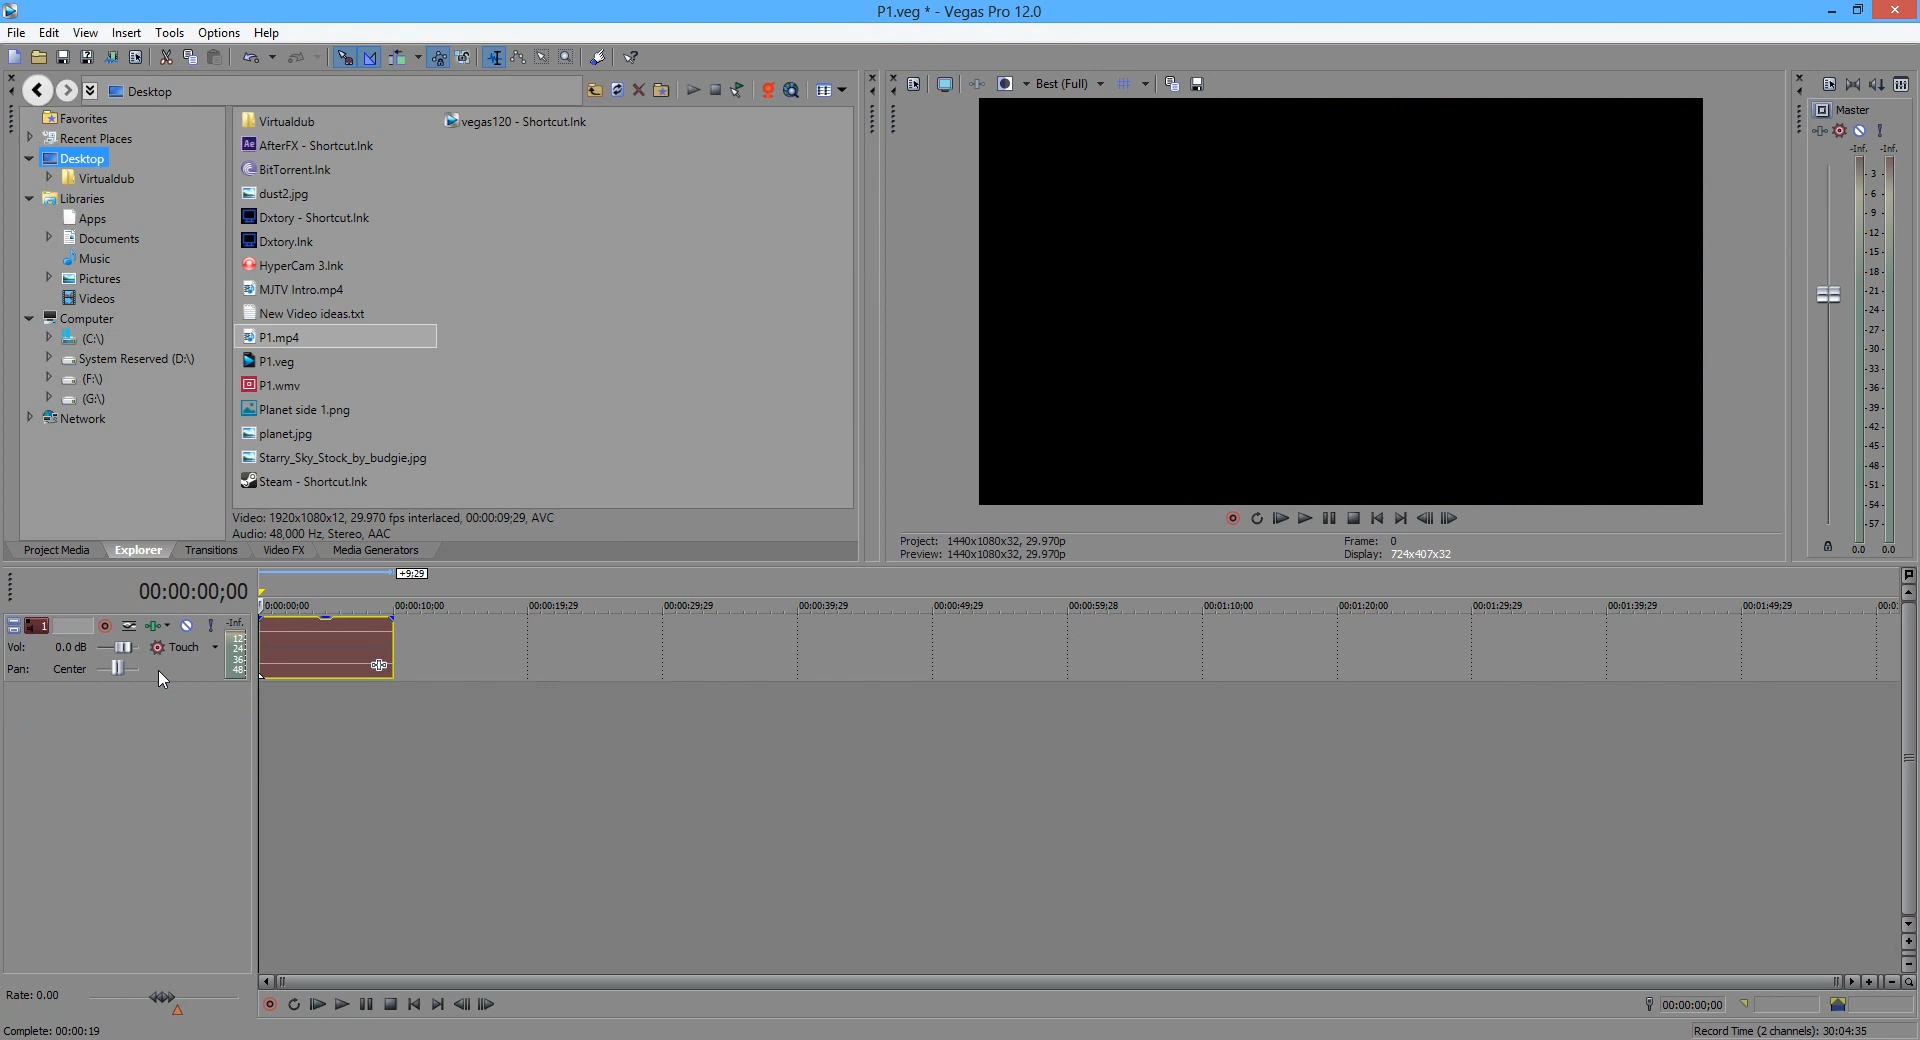 P1.veg * - Vegas Pro 12.0
File Edit View Insert Tools Options Help
Desktop
Favorites
Recent Places
Desktop
Virtualdub
Libraries
Apps
Documents
Music
Pictures
Videos
Computer
(C:\)
System Reserved (D:\)
(F:\)
(G:\)
Network
Virtualdub
AfterFX - Shortcut.lnk
BitTorrent.lnk
dust2.jpg
Dxtory - Shortcut.lnk
Dxtory.lnk
HyperCam 3.lnk
MJTV Intro.mp4
New Video ideas.txt
P1.mp4
P1.veg
P1.wmv
Planet side 1.png
planet.jpg
Starry_Sky_Stock_by_budgie.jpg
Steam - Shortcut.lnk
vegas120 - Shortcut.lnk
Video: 1920x1080x12, 29.970 fps interlaced, 00:00:09;29, AVC
Audio: 48,000 Hz, Stereo, AAC
Project Media Explorer Transitions Video FX Media Generators
Best (Full)
Project: 1440x1080x32, 29.970p
Preview: 1440x1080x32, 29.970p
Frame: 0
Display: 724x407x32
Master
-Inf. -Inf.
- 3 -
- 6 -
- 9 -
-12-
-15-
-18-
-21-
-24-
-27-
-30-
-33-
-36-
-39-
-42-
-45-
-48-
-51-
-54-
-57-
0.0 0.0
00:00:00;00
+9;29
0:00:00;00 00:00:10;00 00:00:19;29 00:00:29;29 00:00:39;29 00:00:49;29 00:00:59;28 00:01:10;00 00:01:20;00 00:01:29;29 00:01:39;29 00:01:49;29 00:0
1
-Inf.
Vol: 0.0 dB Touch
Pan: Center
12-
24-
36-
48-
Rate: 0.00
00:00:00;00
Complete: 00:00:19
Record Time (2 channels): 30:04:35